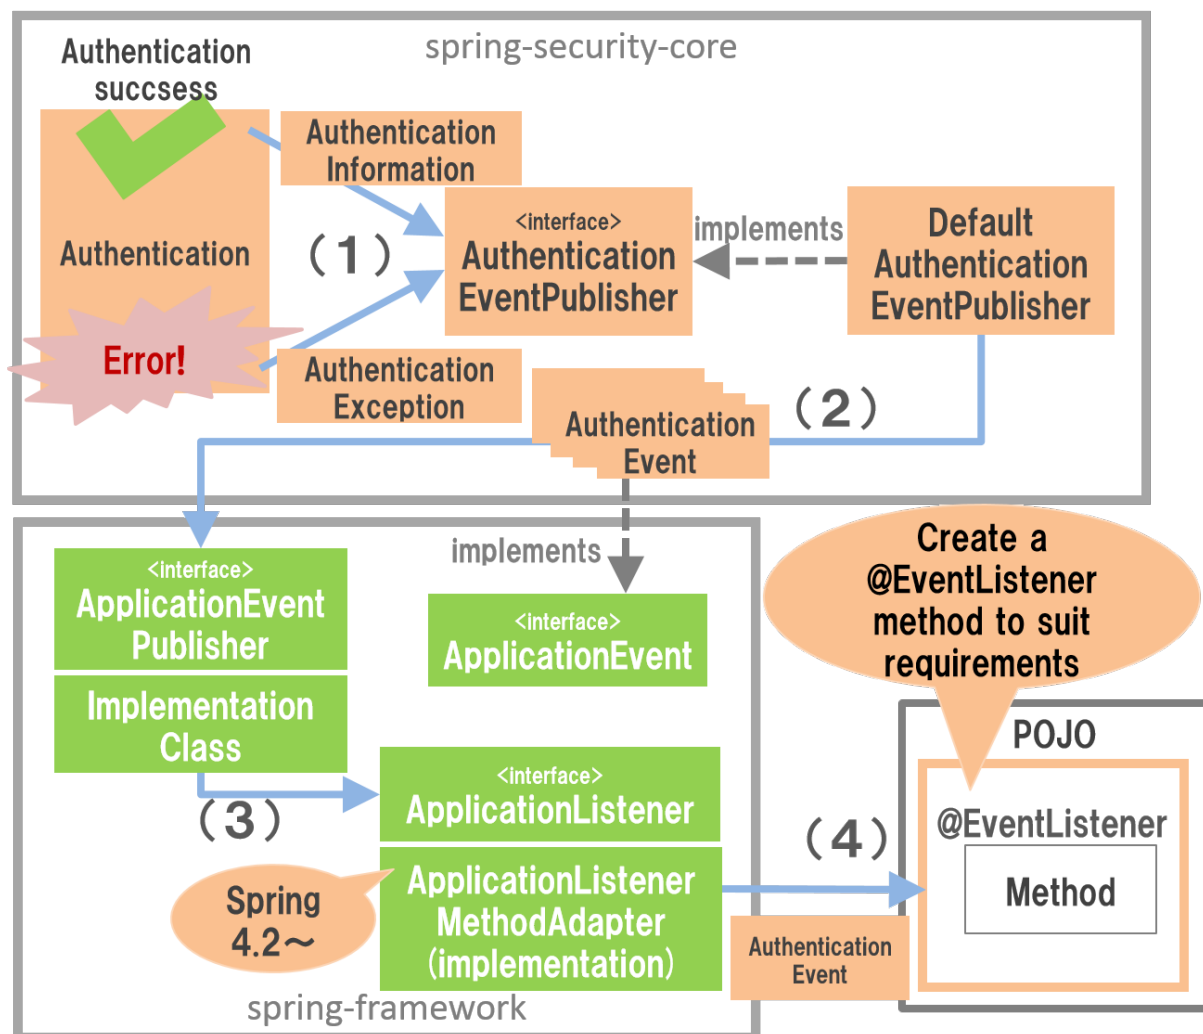 spring-security-core
Authentication
succsess
Authentication
Information
Authentication
Error!
（1）
Authentication
Exception
<interface>
Authentication
EventPublisher
implements
Default
Authentication
EventPublisher
（2）
Authentication
Event
implements
<interface>
ApplicationEvent
Publisher
Implementation
Class
<interface>
ApplicationEvent
（3）
<interface>
ApplicationListener
ApplicationListener
MethodAdapter
(implementation)
Spring
4.2～
spring-framework
（4）
Authentication
Event
Create a
@EventListener
method to suit
requirements
POJO
@EventListener
Method